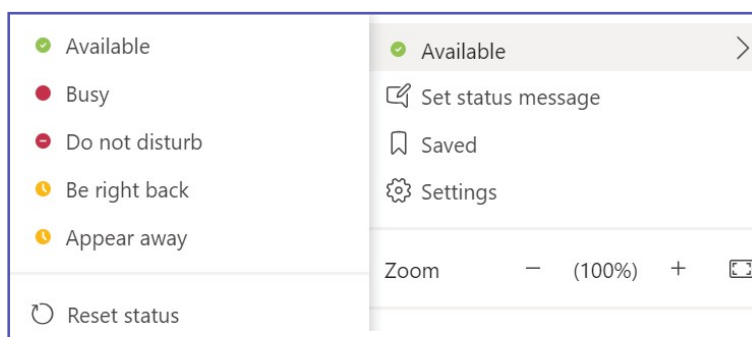 Available
Busy
Do not disturb
Be right back
Appear away
Reset status
Available
Set status message
Saved
Settings
Zoom − (100%) +